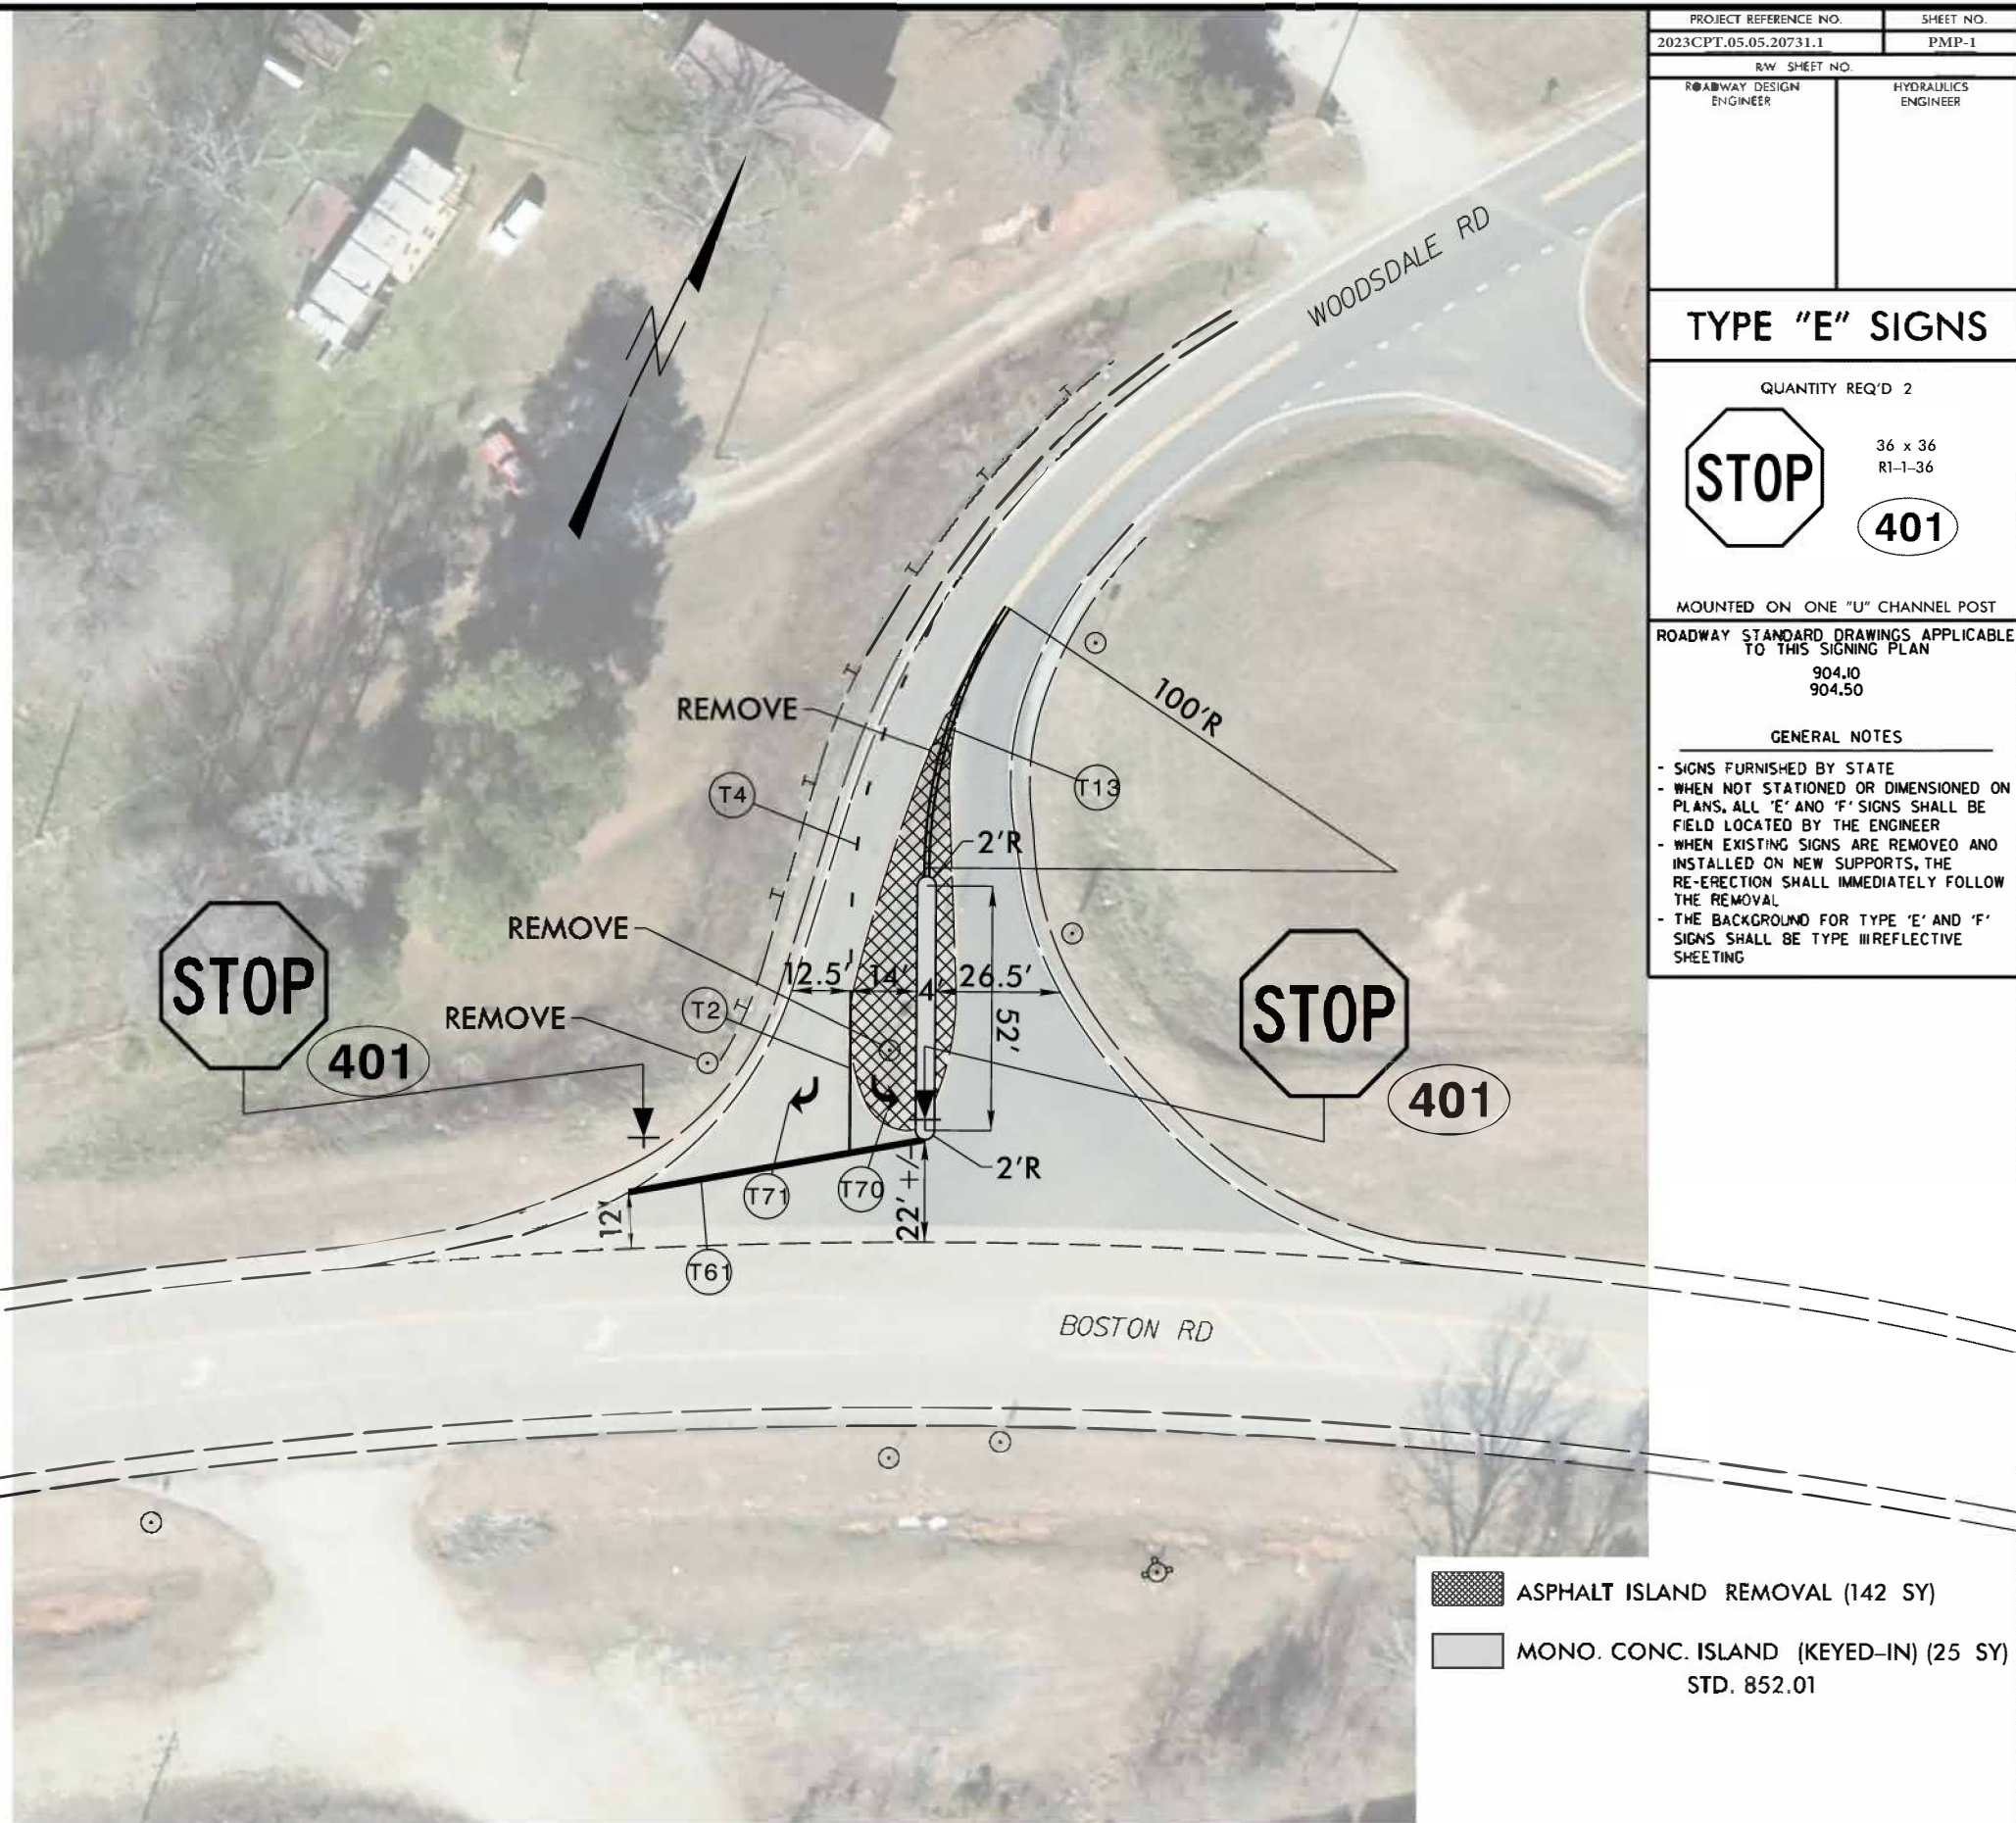 PROJECT REFERENCE NO.
SHEET NO.
2023CPT.05.05.20731.1
PMP-1
RW SHEET NO.
ROADWAY DESIGN
ENGINEER
HYDRAULICS
ENGINEER
TYPE "E" SIGNS
QUANTITY REQ'D 2
STOP
36 x 36
R1-1-36
401
MOUNTED ON ONE "U" CHANNEL POST
ROADWAY STANDARD DRAWINGS APPLICABLE
TO THIS SIGNING PLAN
904.10
904.50
GENERAL NOTES
- SIGNS FURNISHED BY STATE
- WHEN NOT STATIONED OR DIMENSIONED ON
PLANS, ALL 'E' AND 'F' SIGNS SHALL BE
FIELD LOCATED BY THE ENGINEER
- WHEN EXISTING SIGNS ARE REMOVED AND
INSTALLED ON NEW SUPPORTS, THE
RE-ERECTION SHALL IMMEDIATELY FOLLOW
THE REMOVAL
- THE BACKGROUND FOR TYPE 'E' AND 'F'
SIGNS SHALL BE TYPE III REFLECTIVE
SHEETING
WOODSDALE RD
REMOVE
100'R
T4
T13
2'R
REMOVE
12.5'
14'
4'
26.5'
STOP
401
REMOVE
T2
52'
STOP
401
T71
T70
2'R
12'
22' +/-
T61
BOSTON RD
ASPHALT ISLAND REMOVAL (142 SY)
MONO. CONC. ISLAND (KEYED-IN) (25 SY)
STD. 852.01